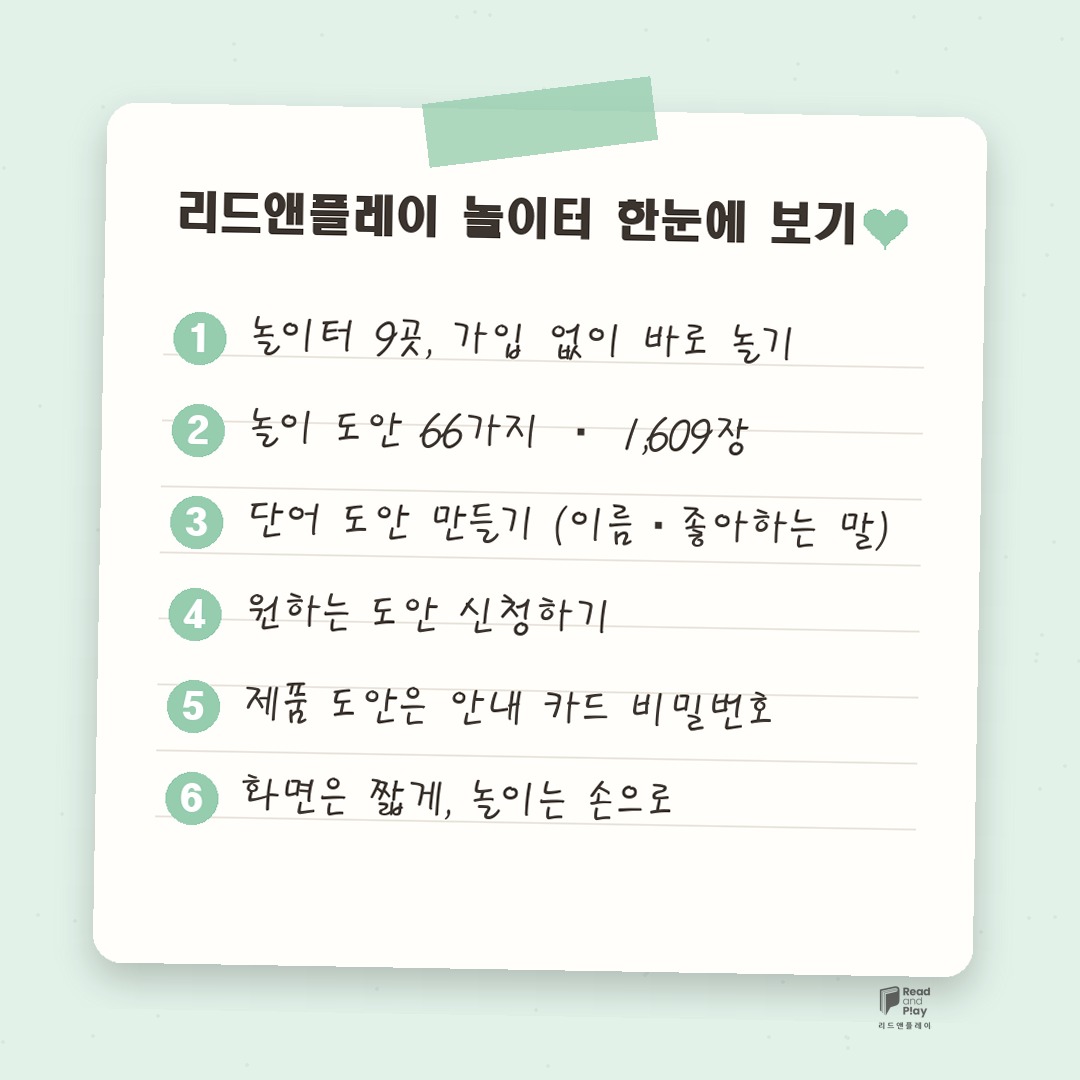 리드앤플레이 놀이터 한눈에 보기
1 놀이터 9곳, 가입 없이 바로 놀기
2 놀이 도안 66가지 · 1,609장
3 단어 도안 만들기 (이름·좋아하는 말)
4 원하는 도안 신청하기
5 제품 도안은 안내 카드 비밀번호
6 화면은 짧게, 놀이는 손으로
Read
and
Play
리드앤플레이